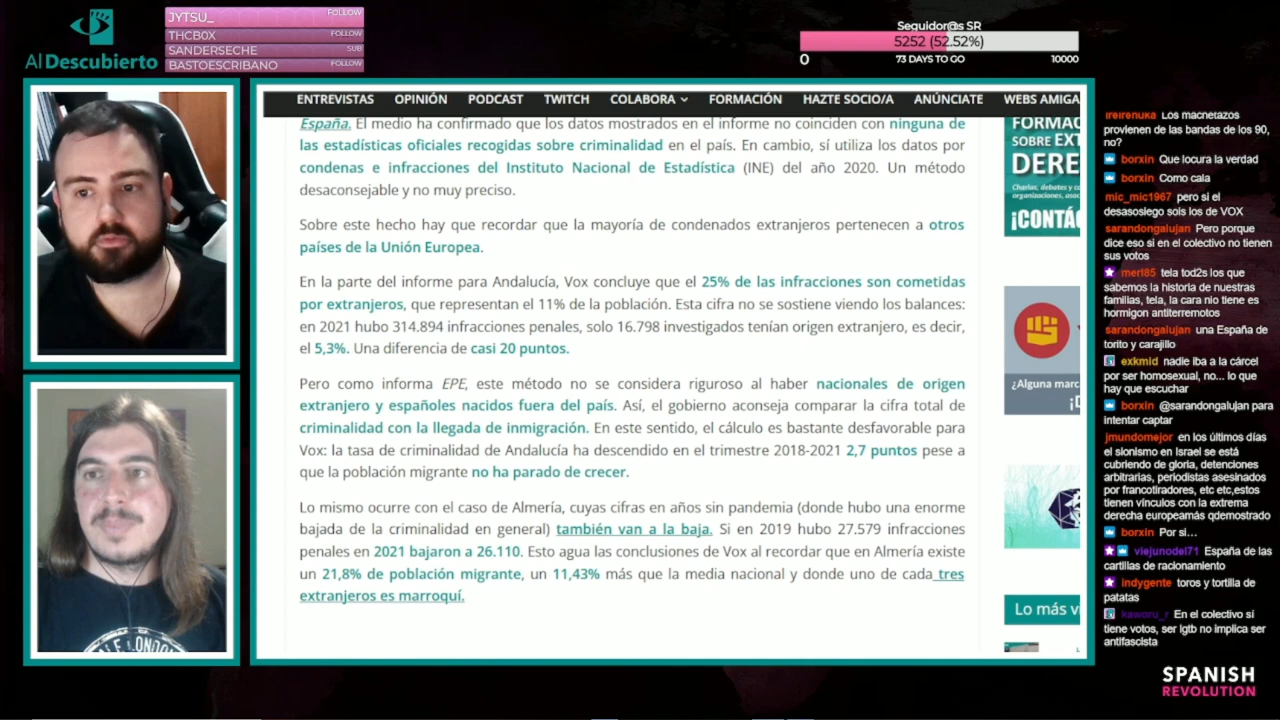 JYTSU_ FOLLOW
THCB0X FOLLOW
SANDERSECHE SUB
BASTOESCRIBANO FOLLOW
Al Descubierto
Seguidor@s SR
5252 (52.52%)
0 73 DAYS TO GO 10000
ENTREVISTAS OPINIÓN PODCAST TWITCH COLABORA FORMACIÓN HAZTE SOCIO/A ANÚNCIATE WEBS AMIGA
España. El medio ha confirmado que los datos mostrados en el informe no coinciden con ninguna de
las estadísticas oficiales recogidas sobre criminalidad en el país. En cambio, sí utiliza los datos por
condenas e infracciones del Instituto Nacional de Estadística (INE) del año 2020. Un método
desaconsejable y no muy preciso.
Sobre este hecho hay que recordar que la mayoría de condenados extranjeros pertenecen a otros
países de la Unión Europea.
En la parte del informe para Andalucía, Vox concluye que el 25% de las infracciones son cometidas
por extranjeros, que representan el 11% de la población. Esta cifra no se sostiene viendo los balances:
en 2021 hubo 314.894 infracciones penales, solo 16.798 investigados tenían origen extranjero, es decir,
el 5,3%. Una diferencia de casi 20 puntos.
Pero como informa EPE, este método no se considera riguroso al haber nacionales de origen
extranjero y españoles nacidos fuera del país. Así, el gobierno aconseja comparar la cifra total de
criminalidad con la llegada de inmigración. En este sentido, el cálculo es bastante desfavorable para
Vox: la tasa de criminalidad de Andalucía ha descendido en el trimestre 2018-2021 2,7 puntos pese a
que la población migrante no ha parado de crecer.
Lo mismo ocurre con el caso de Almería, cuyas cifras en años sin pandemia (donde hubo una enorme
bajada de la criminalidad en general) también van a la baja. Si en 2019 hubo 27.579 infracciones
penales en 2021 bajaron a 26.110. Esto agua las conclusiones de Vox al recordar que en Almería existe
un 21,8% de población migrante, un 11,43% más que la media nacional y donde uno de cada tres
extranjeros es marroquí.
FORMAC
SOBRE EXT
DERE
Charlas, debates y c
organizaciones, asoc
¡CONTÁC
¿Alguna marc
¡D
Lo más v
ireirenuka Los macnetazos
provienen de las bandas de los 90,
no?
borxin Que locura la verdad
borxin Como cala
mic_mic1967 pero si el
desasosiego sois los de VOX
sarandongalujan Pero porque
dice eso si en el colectivo no tienen
sus votos
merl85 tela tod2s los que
sabemos la historia de nuestras
familias, tela, la cara nio tiene es
hormigon antiterremotos
sarandongalujan una España de
torito y carajillo
exkmid nadie iba a la cárcel
por ser homosexual, no... lo que
hay que escuchar
borxin @sarandongalujan para
intentar captar
jmundomejor en los últimos días
el sionismo en Israel se está
cubriendo de gloria, detenciones
arbitrarias, periodistas asesinados
por francotiradores, etc etc,estos
tienen vínculos con la extrema
derecha europeamás qdemostrado
borxin Por si...
viejunodel71 España de las
cartillas de racionamiento
indygente toros y tortilla de
patatas
kaworu_r En el colectivo si
tiene votos, ser lgtb no implica ser
antifascista
SPANISH
REVOLUTION